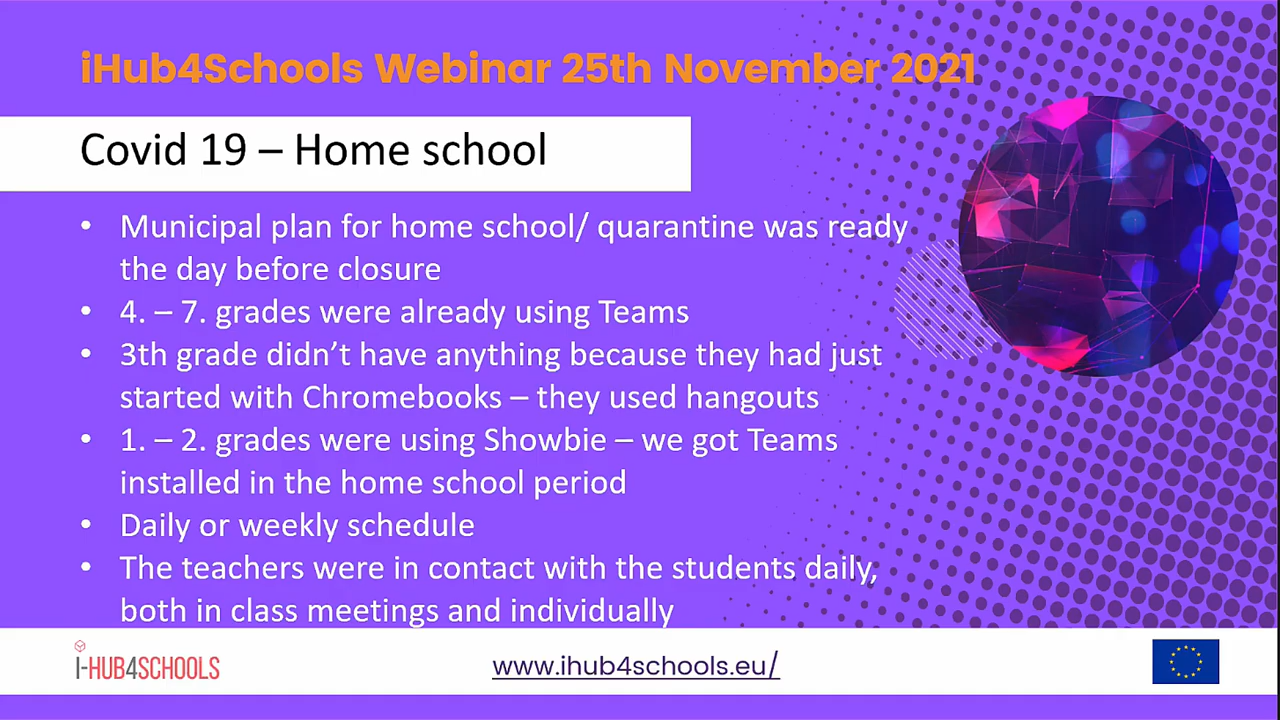 iHub4Schools Webinar 25th November 2021
Covid 19 – Home school
• Municipal plan for home school/ quarantine was ready
the day before closure
• 4. – 7. grades were already using Teams
• 3th grade didn’t have anything because they had just
started with Chromebooks – they used hangouts
• 1. – 2. grades were using Showbie – we got Teams
installed in the home school period
• Daily or weekly schedule
• The teachers were in contact with the students daily,
both in class meetings and individually
I-HUB4SCHOOLS
www.ihub4schools.eu/